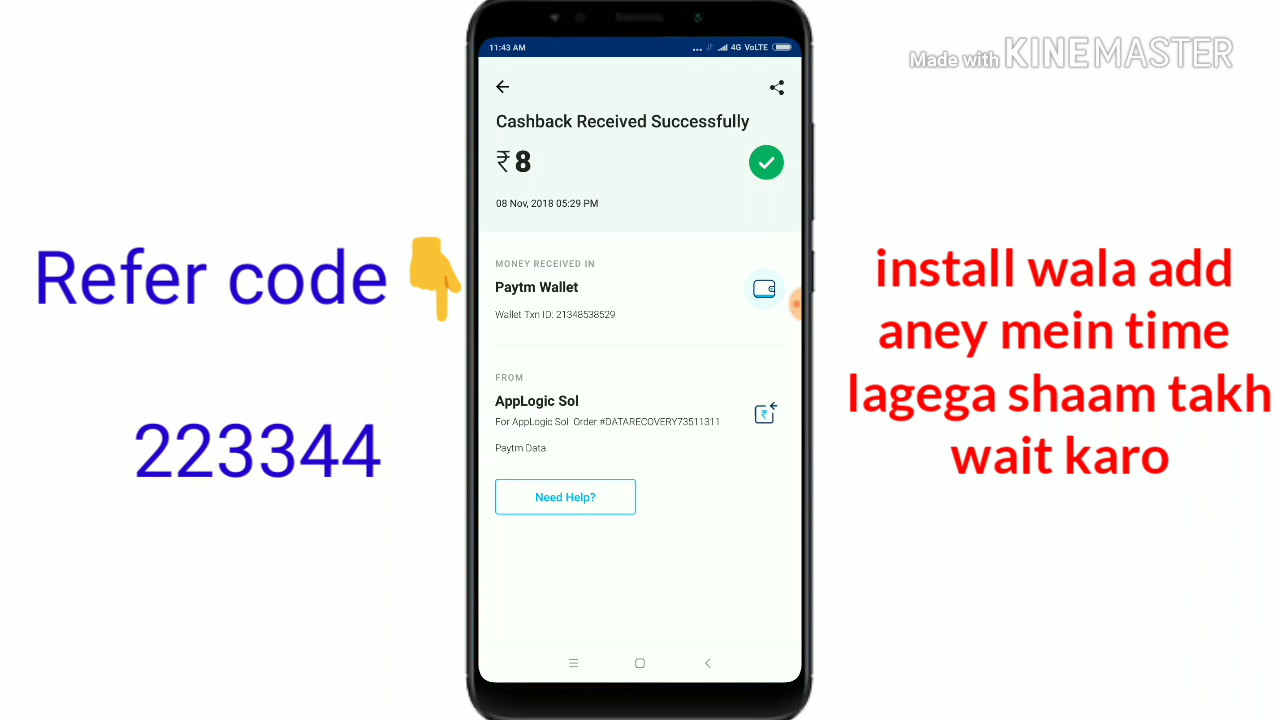 Made with KINEMASTER
11:43 AM
4G VoLTE
Cashback Received Successfully
₹8
08 Nov, 2018 05:29 PM
MONEY RECEIVED IN
Paytm Wallet
Wallet Txn ID: 21348538529
FROM
AppLogic Sol
For AppLogic Sol Order #DATARECOVERY73511311
Paytm Data
Need Help?
Refer code
223344
install wala add
aney mein time
lagega shaam takh
wait karo